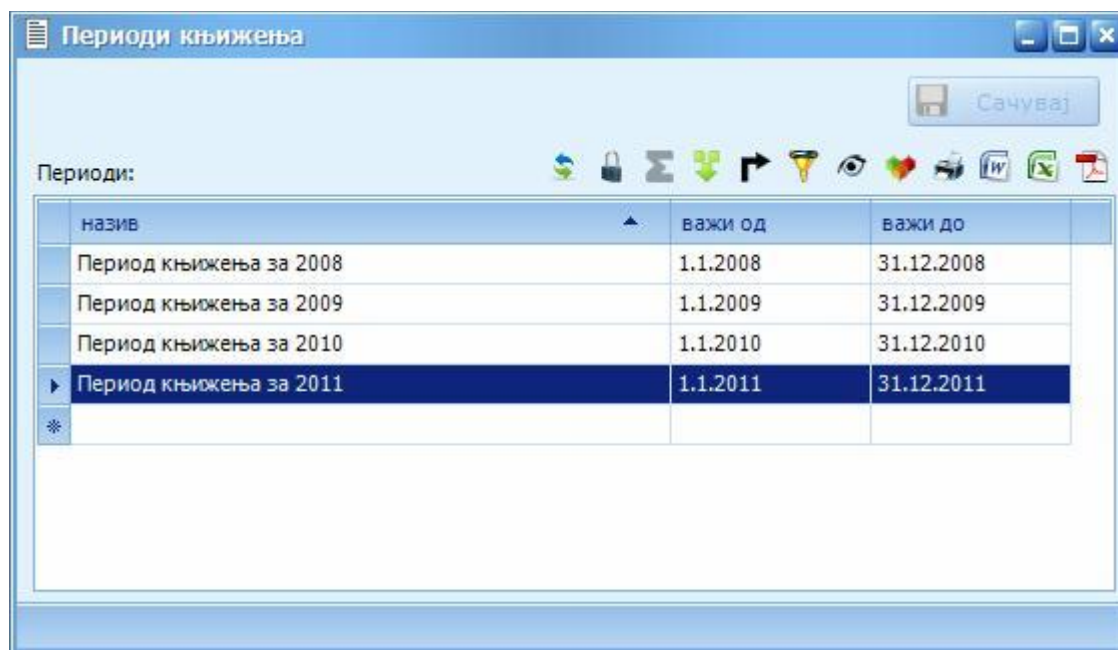 Периоди књижења
Сачувај
Периоди:
назив важи од важи до
Период књижења за 2008 1.1.2008 31.12.2008
Период књижења за 2009 1.1.2009 31.12.2009
Период књижења за 2010 1.1.2010 31.12.2010
Период књижења за 2011 1.1.2011 31.12.2011